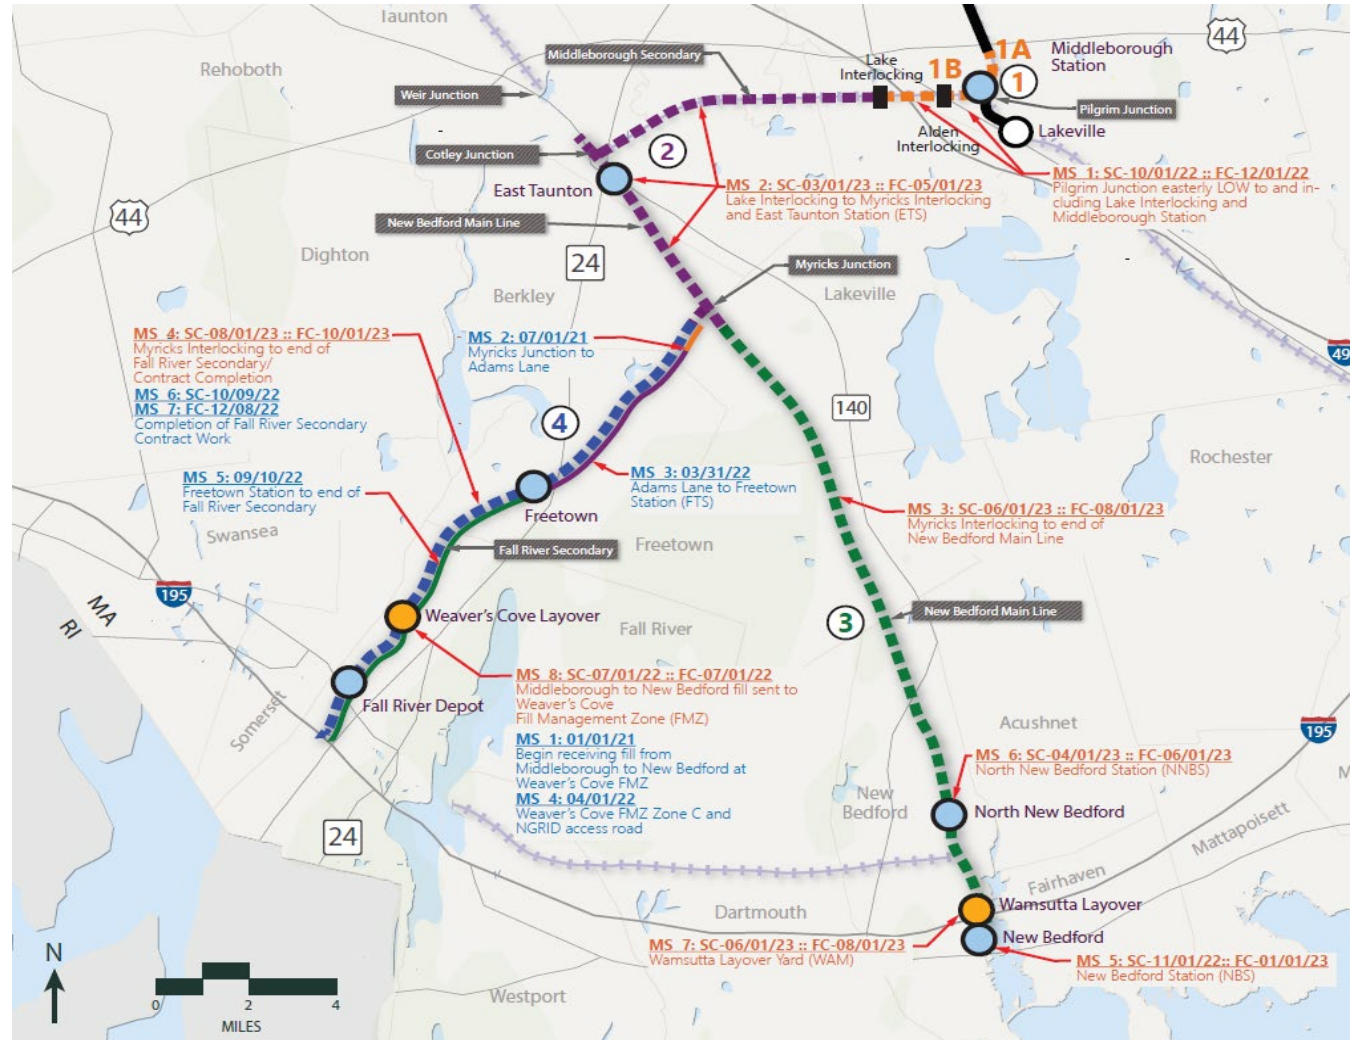 Taunton
44
Rehoboth
Middleborough Secondary
Lake
Interlocking
1B
1A
1
Middleborough
Station
Weir Junction
Pilgrim Junction
Alden
Interlocking
Lakeville
Cotley Junction
2
East Taunton
MS 2: SC-03/01/23 :: FC-05/01/23
Lake Interlocking to Myricks Interlocking
and East Taunton Station (ETS)
MS 1: SC-10/01/22 :: FC-12/01/22
Pilgrim Junction easterly LOW to and in-
cluding Lake Interlocking and
Middleborough Station
44
New Bedford Main Line
Dighton
24
Myricks Junction
Berkley
Lakeville
MS 4: SC-08/01/23 :: FC-10/01/23
Myricks Interlocking to end of
Fall River Secondary/
Contract Completion
MS 6: SC-10/09/22
MS 7: FC-12/08/22
Completion of Fall River Secondary
Contract Work
MS 2: 07/01/21
Myricks Junction to
Adams Lane
49
140
4
Rochester
MS 5: 09/10/22
Freetown Station to end of
Fall River Secondary
MS 3: 03/31/22
Adams Lane to Freetown
Station (FTS)
Freetown
MS 3: SC-06/01/23 :: FC-08/01/23
Myricks Interlocking to end of
New Bedford Main Line
Swansea
Fall River Secondary
Freetown
195
MA
RI
Weaver's Cove Layover
Fall River
3
New Bedford Main Line
MS 8: SC-07/01/22 :: FC-07/01/22
Middleborough to New Bedford fill sent to
Weaver's Cove
Fill Management Zone (FMZ)
Fall River Depot
Somerset
MS 1: 01/01/21
Begin receiving fill from
Middleborough to New Bedford at
Weaver's Cove FMZ
MS 4: 04/01/22
Weaver's Cove FMZ Zone C and
NGRID access road
Acushnet
195
MS 6: SC-04/01/23 :: FC-06/01/23
North New Bedford Station (NNBS)
M
New
Bedford
North New Bedford
24
Mattapoisett
Fairhaven
Dartmouth
Wamsutta Layover
New Bedford
MS 7: SC-06/01/23 :: FC-08/01/23
Wamsutta Layover Yard (WAM)
MS 5: SC-11/01/22:: FC-01/01/23
New Bedford Station (NBS)
N
Westport
0 2 4
MILES